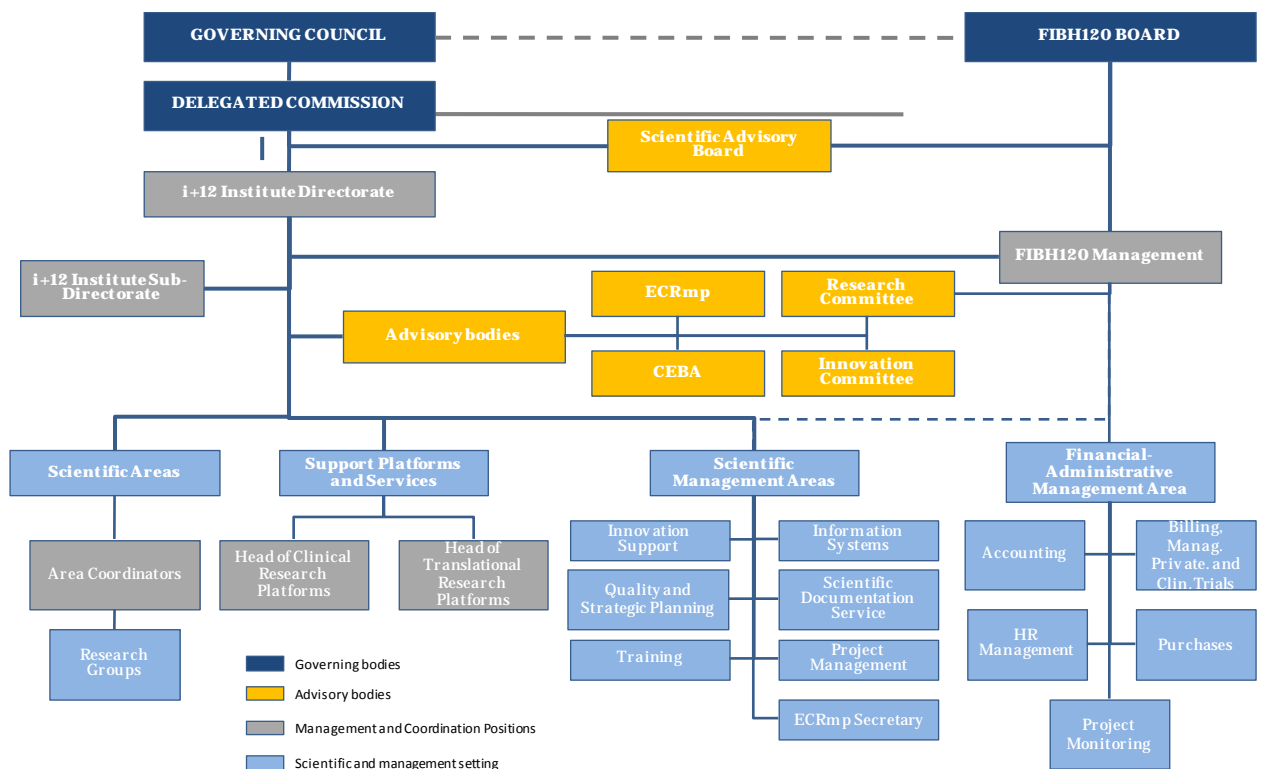 GOVERNING COUNCIL
FIBH120 BOARD
DELEGATED COMMISSION
Scientific Advisory
Board
i+12 Institute Directorate
FIBH120 Management
i+12 Institute Sub-
Directorate
ECRmp
Research
Committee
Advisory bodies
CEBA
Innovation
Committee
Scientific Areas
Support Platforms
and Services
Scientific
Management Areas
Financial-
Administrative
Management Area
Area Coordinators
Head of Clinical
Research
Platforms
Head of
Translational
Research
Platforms
Innovation
Support
Information
Systems
Accounting
Billing,
Manag.
Private. and
Clin. Trials
Quality and
Strategic Planning
Scientific
Documentation
Service
Research
Groups
Training
Project
Management
HR
Management
Purchases
ECRmp Secretary
Project
Monitoring
Governing bodies
Advisory bodies
Management and Coordination Positions
Scientific and management setting